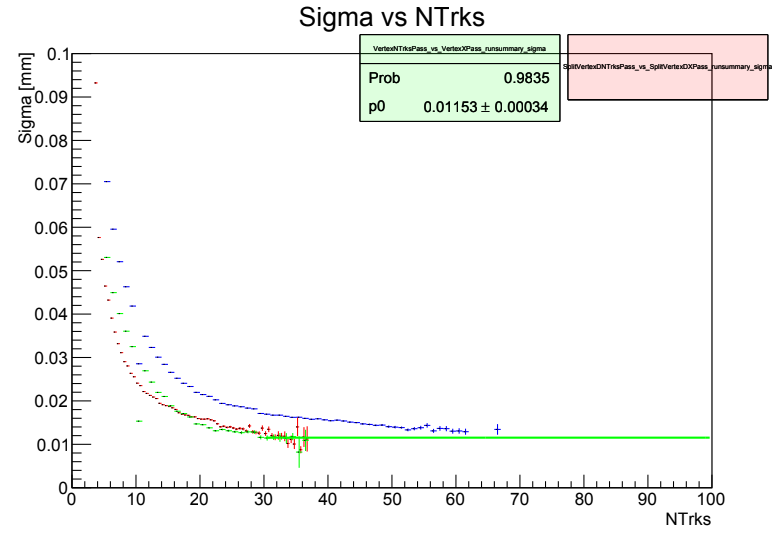 Sigma vs NTrks
VertexNTrksPass_vs_VertexXPass_runsummary_sigma
Prob 0.9835
p0 0.01153 ± 0.00034
SplitVertexDNTrksPass_vs_SplitVertexDXPass_runsummary_sigma
Sigma [mm]
0.1
0.09
0.08
0.07
0.06
0.05
0.04
0.03
0.02
0.01
0
0 10 20 30 40 50 60 70 80 90 100
NTrks